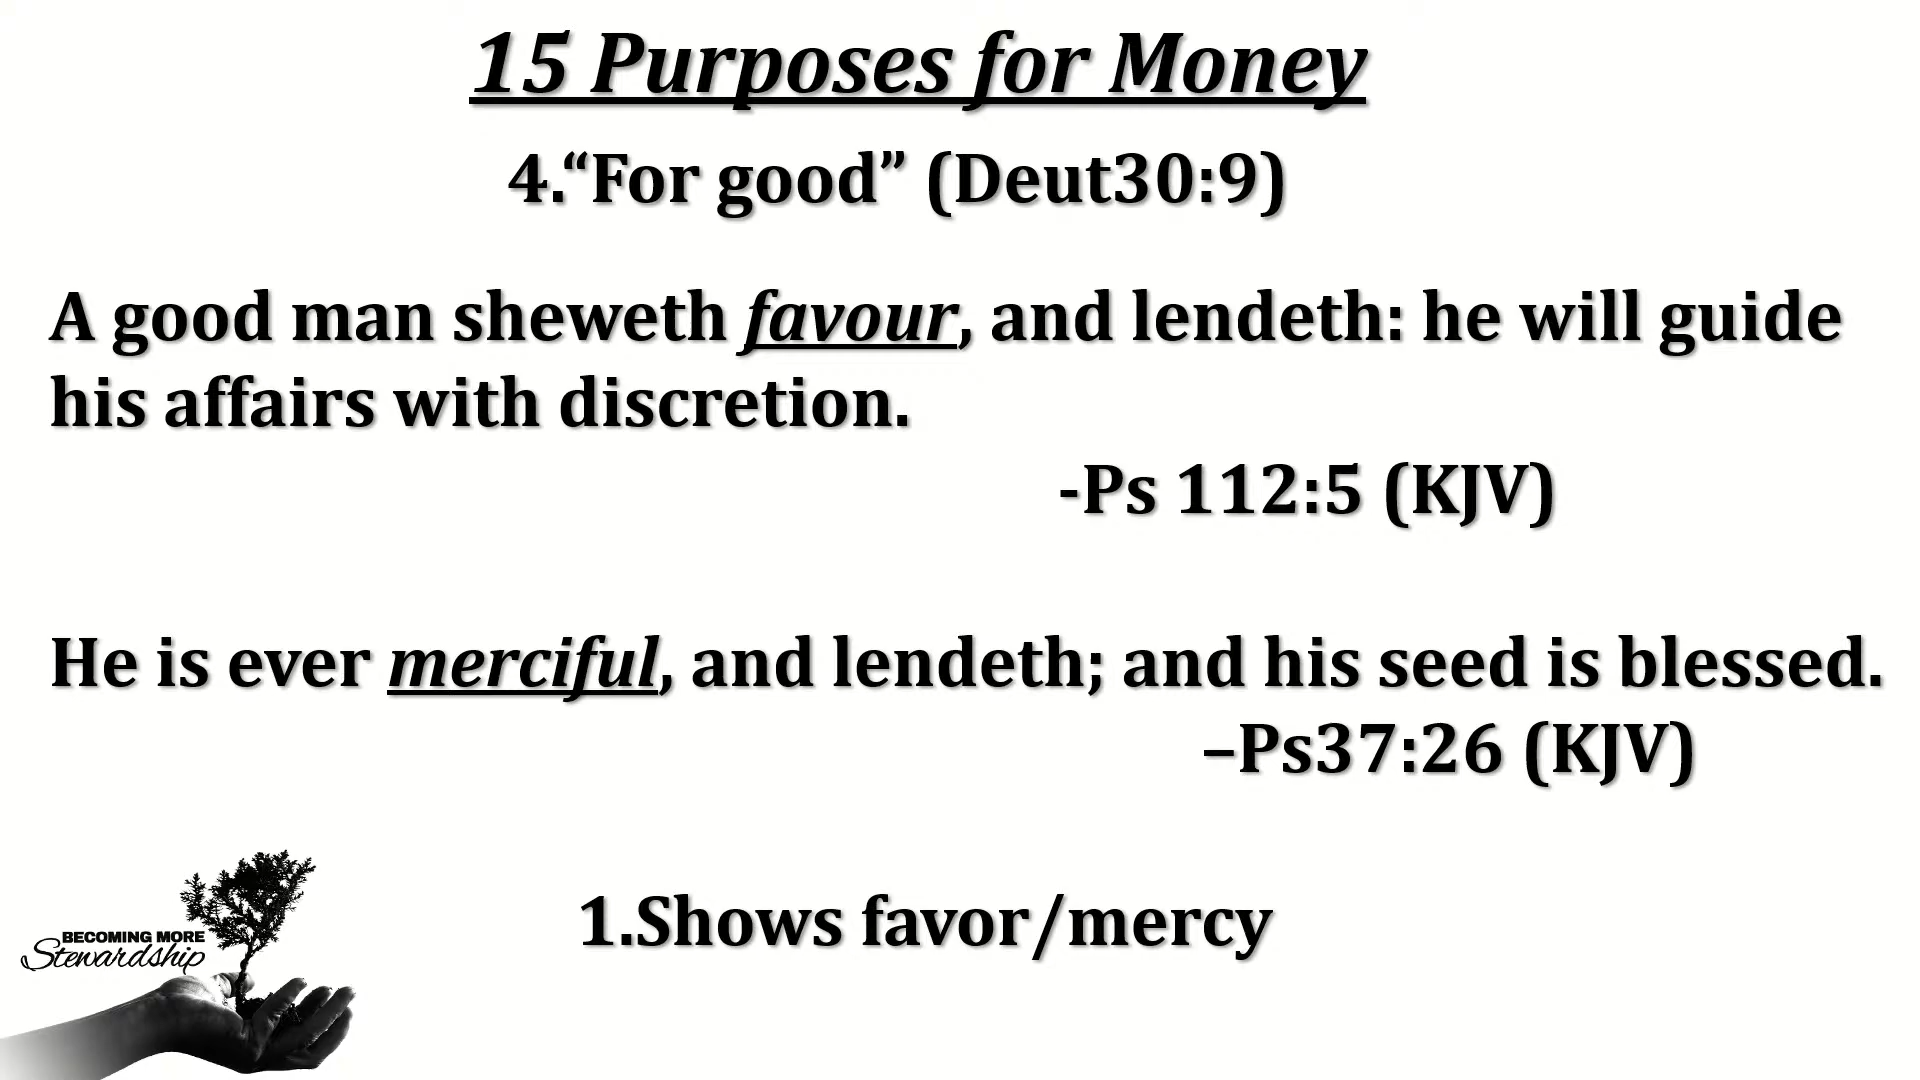 15 Purposes for Money
4.“For good” (Deut30:9)
A good man sheweth favour, and lendeth: he will guide
his affairs with discretion.
-Ps 112:5 (KJV)
He is ever merciful, and lendeth; and his seed is blessed.
–Ps37:26 (KJV)
1.Shows favor/mercy
BECOMING MORE
Stewardship